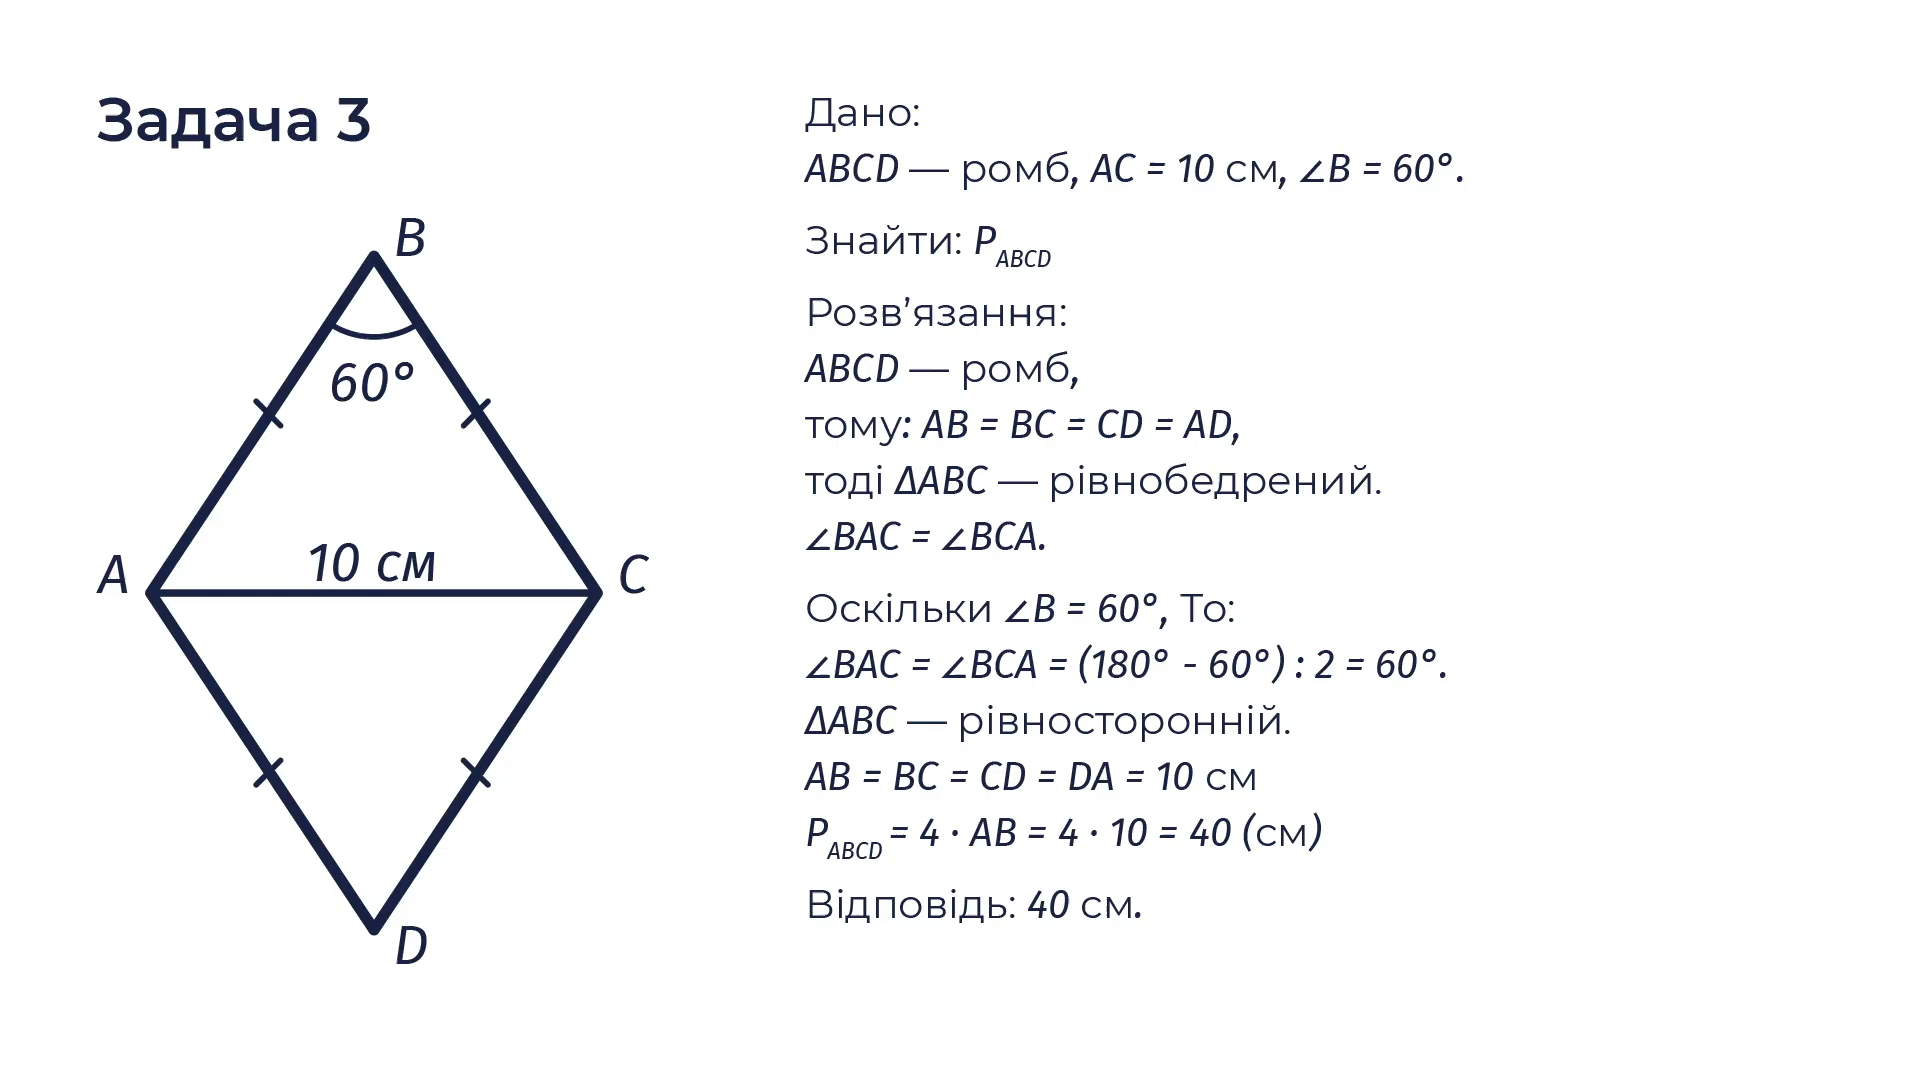 Задача 3
B
60°
A
10 см
C
D
Дано:
ABCD — ромб, AC = 10 см, ∠B = 60°.
Знайти: P_ABCD
Розв’язання:
ABCD — ромб,
тому: AB = BC = CD = AD,
тоді ΔABC — рівнобедрений.
∠BAC = ∠BCA.
Оскільки ∠B = 60°, То:
∠BAC = ∠BCA = (180° - 60°) : 2 = 60°.
ΔABC — рівносторонній.
AB = BC = CD = DA = 10 см
P_ABCD = 4 · AB = 4 · 10 = 40 (см)
Відповідь: 40 см.